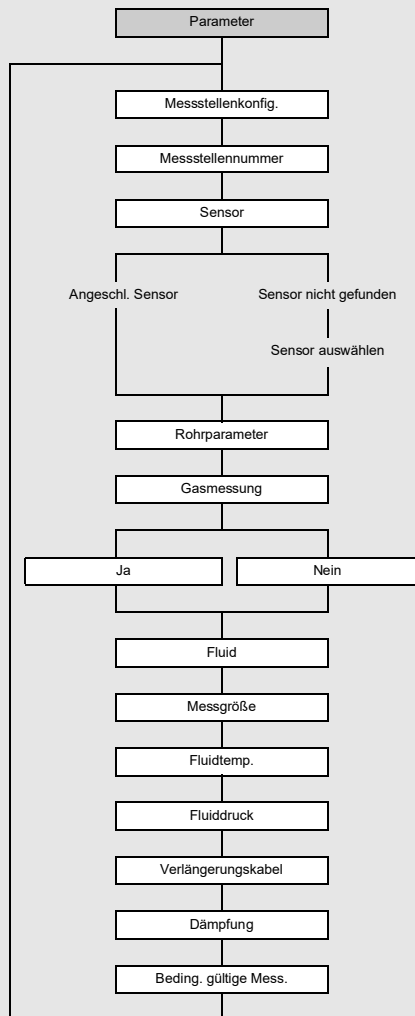 Parameter
Messstellenkonfig.
Messstellennummer
Sensor
Angeschl. Sensor
Sensor nicht gefunden
Sensor auswählen
Rohrparameter
Gasmessung
Ja
Nein
Fluid
Messgröße
Fluidtemp.
Fluiddruck
Verlängerungskabel
Dämpfung
Beding. gültige Mess.